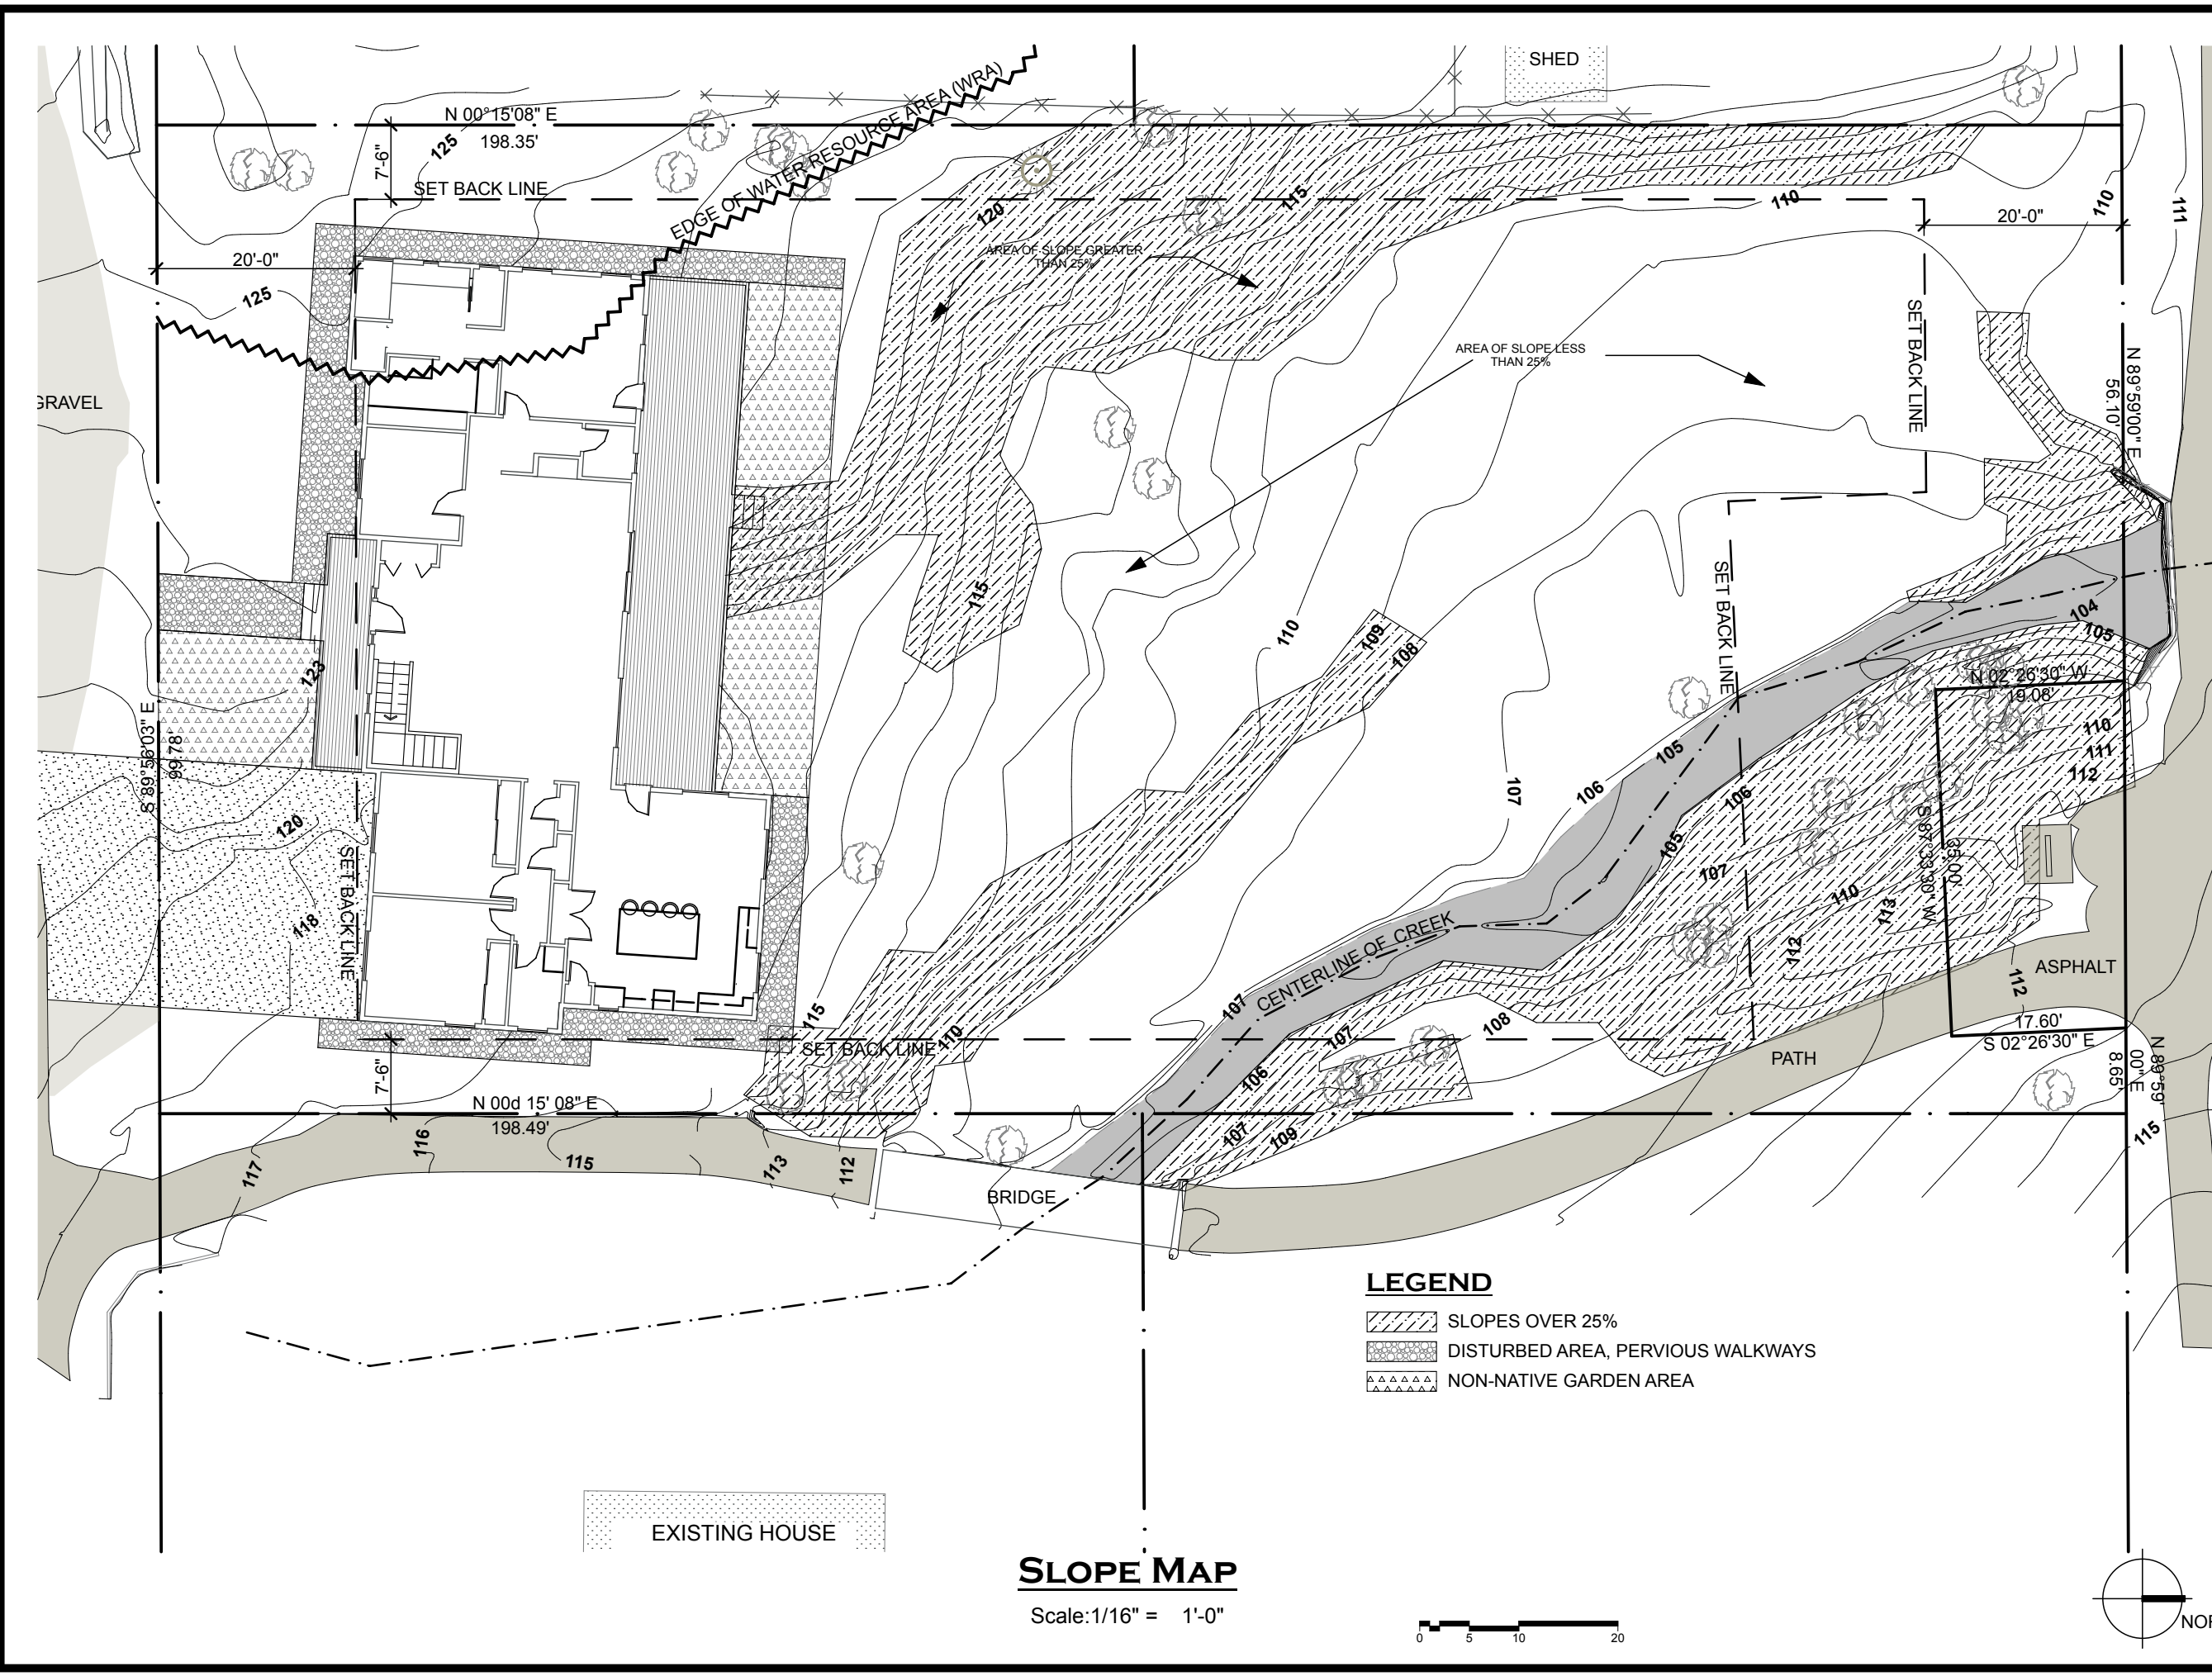 SHED
EDGE OF WATER RESOURCE AREA (WRA)
N 00°15'08" E
198.35'
125
7'-6"
SET BACK LINE
120
115
110
110
111
20'-0"
20'-0"
125
AREA OF SLOPE GREATER
THAN 25%
AREA OF SLOPE LESS
THAN 25%
SET BACK LINE
N 89°59'00" E
56.10'
GRAVEL
115
110
109
108
SET BACK LINE
104
105
N 02°26'30" W
19.08'
123
S 89°56'03" E
99.78'
110
111
112
105
106
107
106
105
107
S 87°33'30" W
35.00'
110
113
112
120
118
SET BACK LINE
CENTERLINE OF CREEK
ASPHALT
112
107
115
110
SET BACK LINE
107
108
17.60'
S 02°26'30" E
PATH
N 89°59'
00" E
8.65'
7'-6"
106
N 00d 15' 08" E
198.49'
107
109
115
116
115
117
113
112
BRIDGE
LEGEND
SLOPES OVER 25%
DISTURBED AREA, PERVIOUS WALKWAYS
NON-NATIVE GARDEN AREA
EXISTING HOUSE
SLOPE MAP
Scale:1/16" = 1'-0"
0 5 10 20